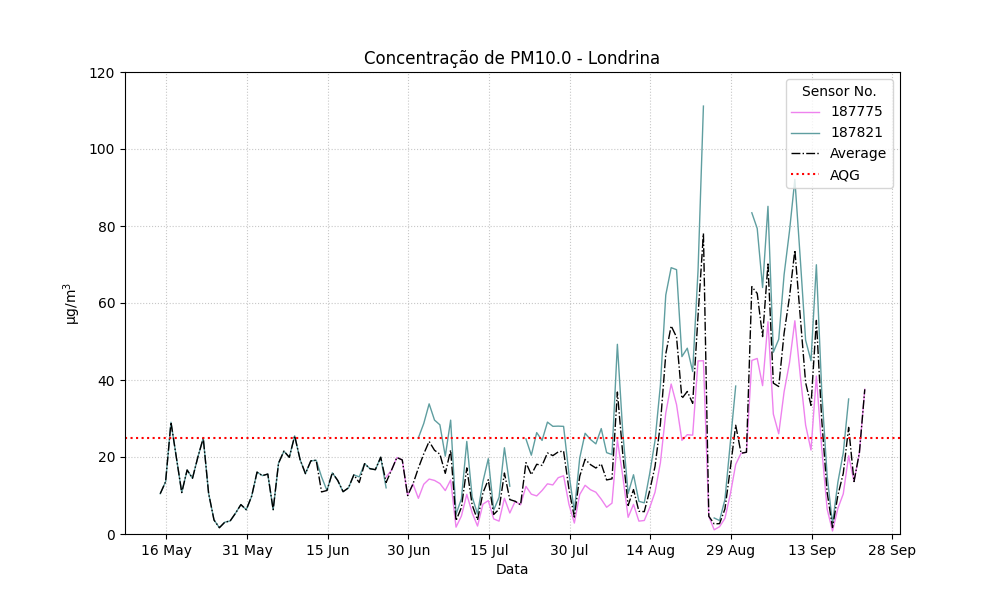 Concentração de PM10.0 - Londrina
Sensor No.
187775
187821
Average
AQG
120
100
80
60
40
20
0
µg/m³
16 May 31 May 15 Jun 30 Jun 15 Jul 30 Jul 14 Aug 29 Aug 13 Sep 28 Sep
Data